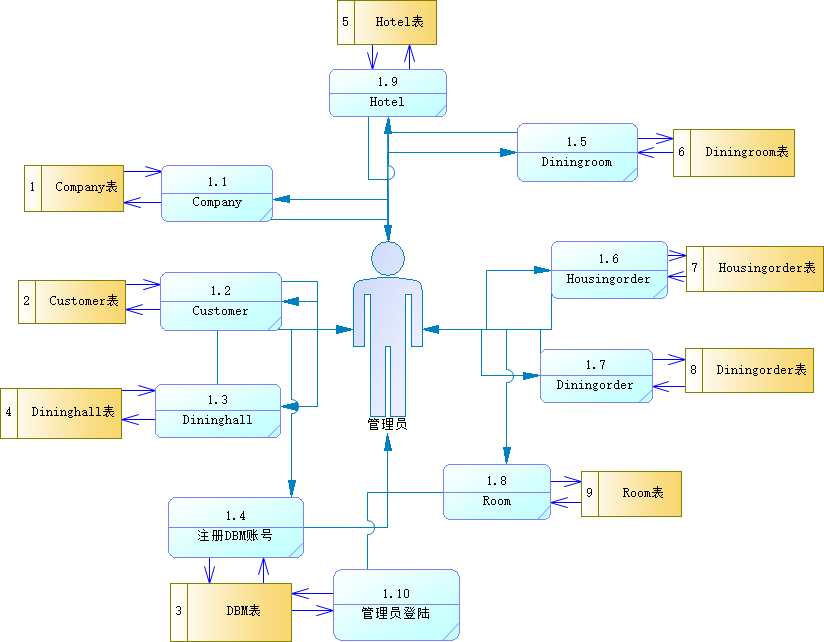 5
Hotel表
1.9
Hotel
1.5
Diningroom
6
Diningroom表
1
Company表
1.1
Company
1.6
Housingorder
7
Housingorder表
2
Customer表
1.2
Customer
1.7
Diningorder
8
Diningorder表
4
Dininghall表
1.3
Dininghall
管理员
1.8
Room
9
Room表
1.4
注册DBM账号
3
DBM表
1.10
管理员登陆